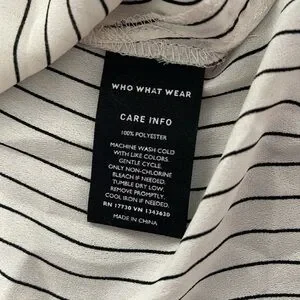 WHO WHAT WEAR
CARE INFO
100% POLYESTER
MACHINE WASH COLD
WITH LIKE COLORS.
GENTLE CYCLE.
ONLY NON-CHLORINE
BLEACH IF NEEDED.
TUMBLE DRY LOW.
REMOVE PROMPTLY.
COOL IRON IF NEEDED.
RN 17730 VN 1343630
MADE IN CHINA